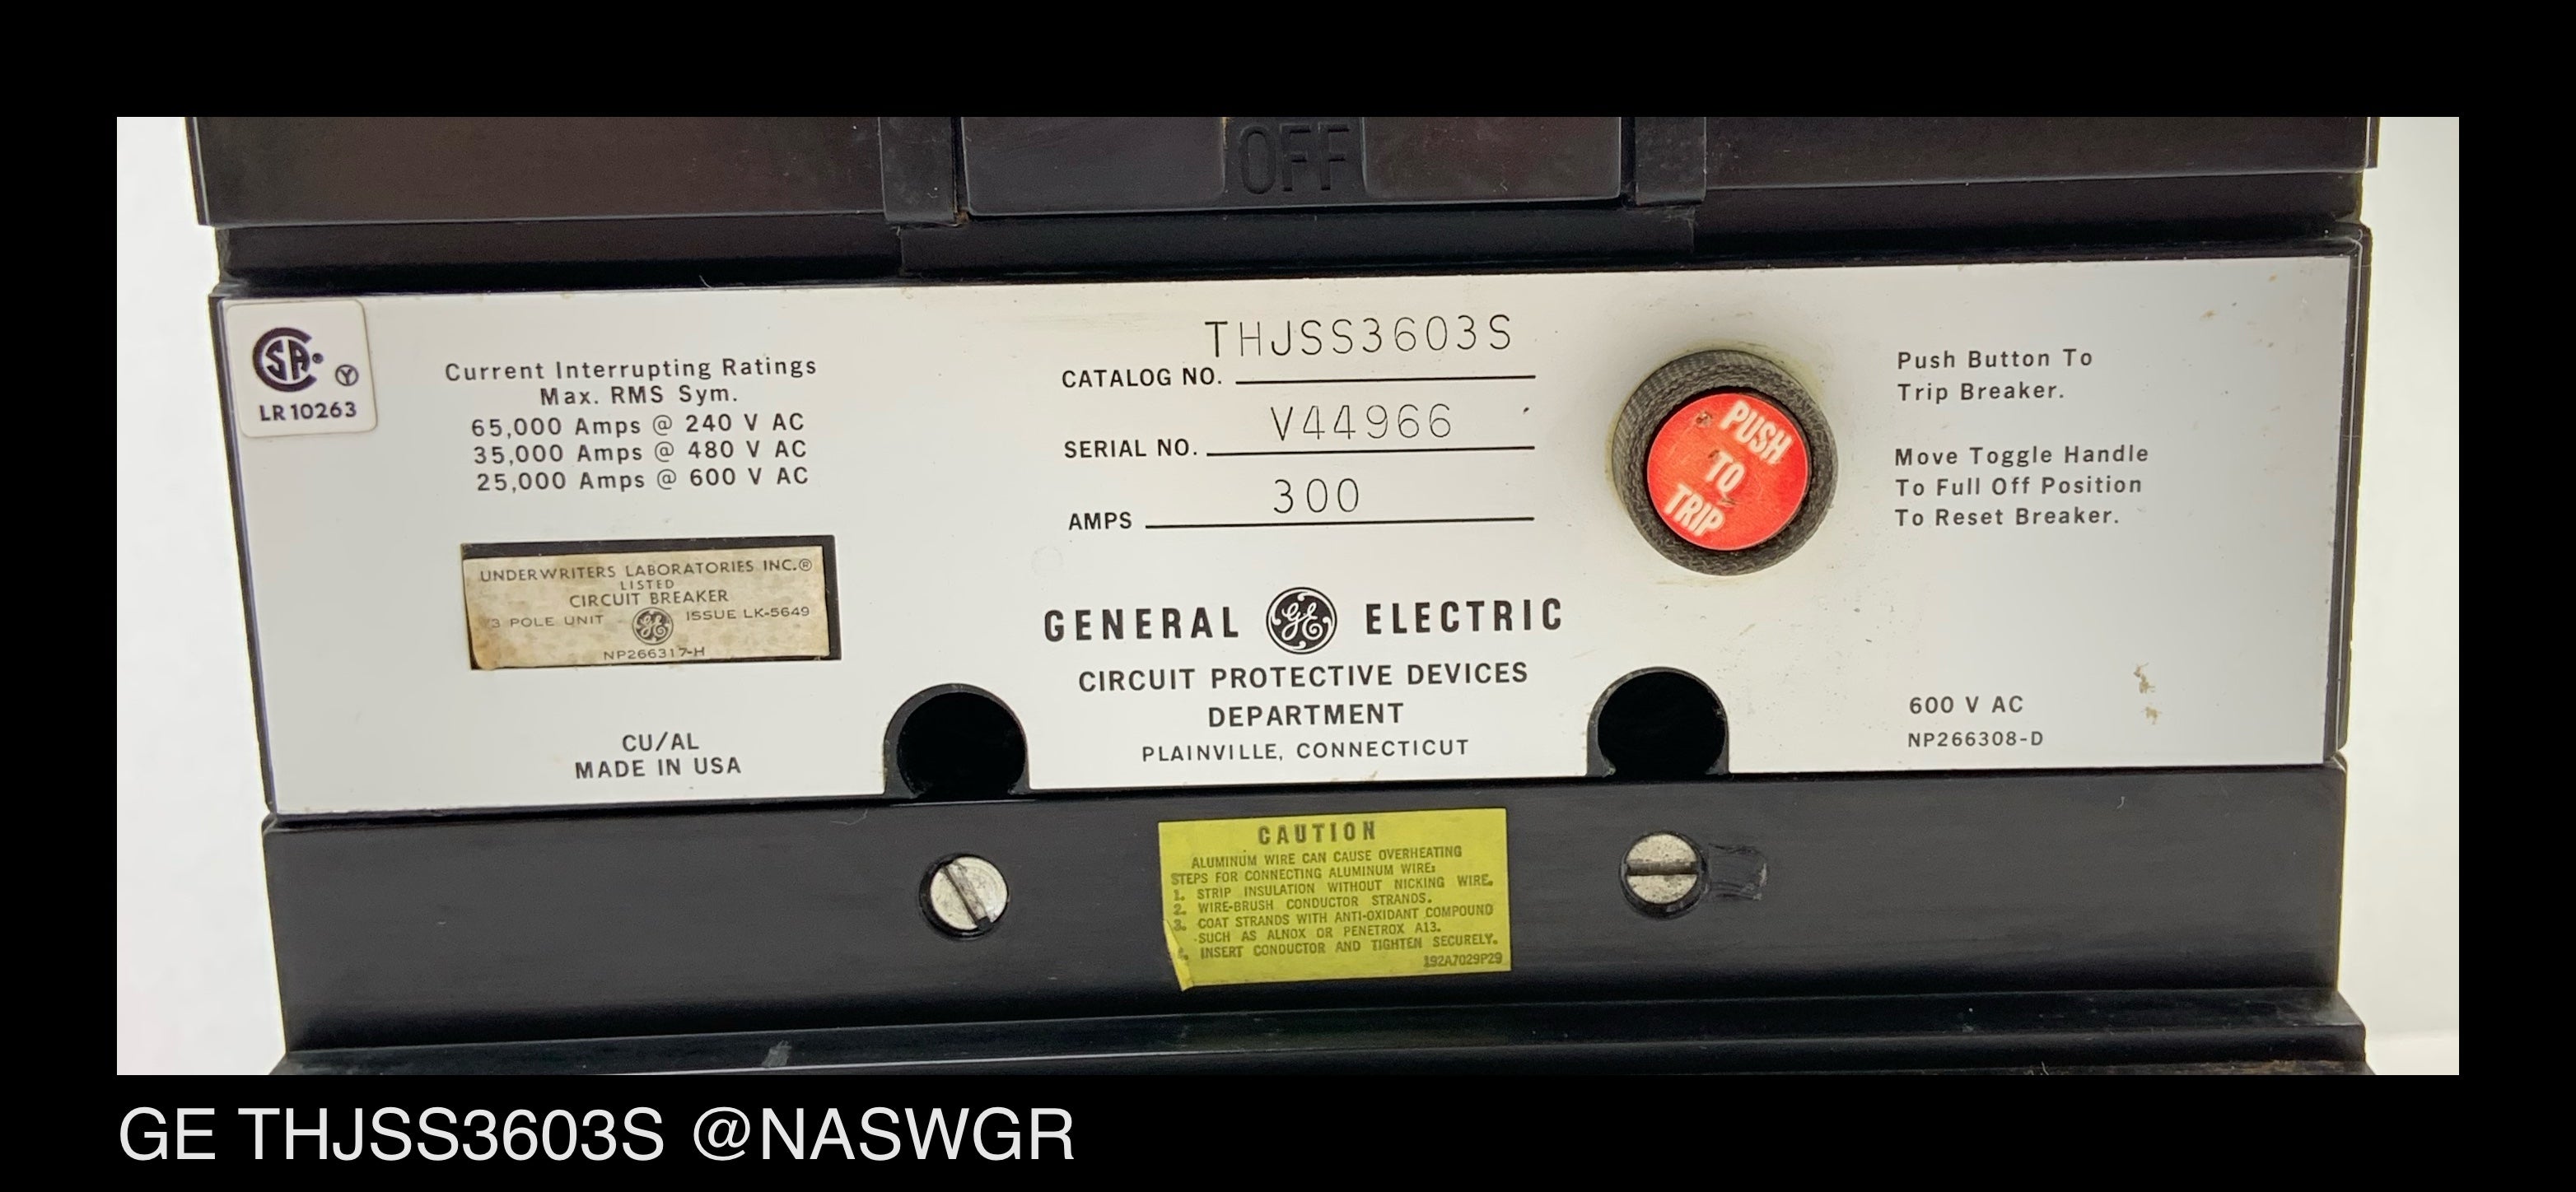 OFF
CSA®
LR 10263
Current Interrupting Ratings
Max. RMS Sym.
65,000 Amps @ 240 V AC
35,000 Amps @ 480 V AC
25,000 Amps @ 600 V AC
UNDERWRITERS LABORATORIES INC.®
LISTED
CIRCUIT BREAKER
3 POLE UNIT GE ISSUE LK-5649
NP266317-H
CU/AL
MADE IN USA
CATALOG NO. THJSS3603S
SERIAL NO. V44966
AMPS 300
GENERAL GE ELECTRIC
CIRCUIT PROTECTIVE DEVICES
DEPARTMENT
PLAINVILLE, CONNECTICUT
PUSH
TO
TRIP
Push Button To
Trip Breaker.
Move Toggle Handle
To Full Off Position
To Reset Breaker.
600 V AC
NP266308-D
CAUTION
ALUMINUM WIRE CAN CAUSE OVERHEATING
STEPS FOR CONNECTING ALUMINUM WIRE:
1. STRIP INSULATION WITHOUT NICKING WIRE.
2. WIRE-BRUSH CONDUCTOR STRANDS.
3. COAT STRANDS WITH ANTI-OXIDANT COMPOUND
SUCH AS ALNOX OR PENETROX A13.
INSERT CONDUCTOR AND TIGHTEN SECURELY.
192A7029P29
GE THJSS3603S @NASWGR